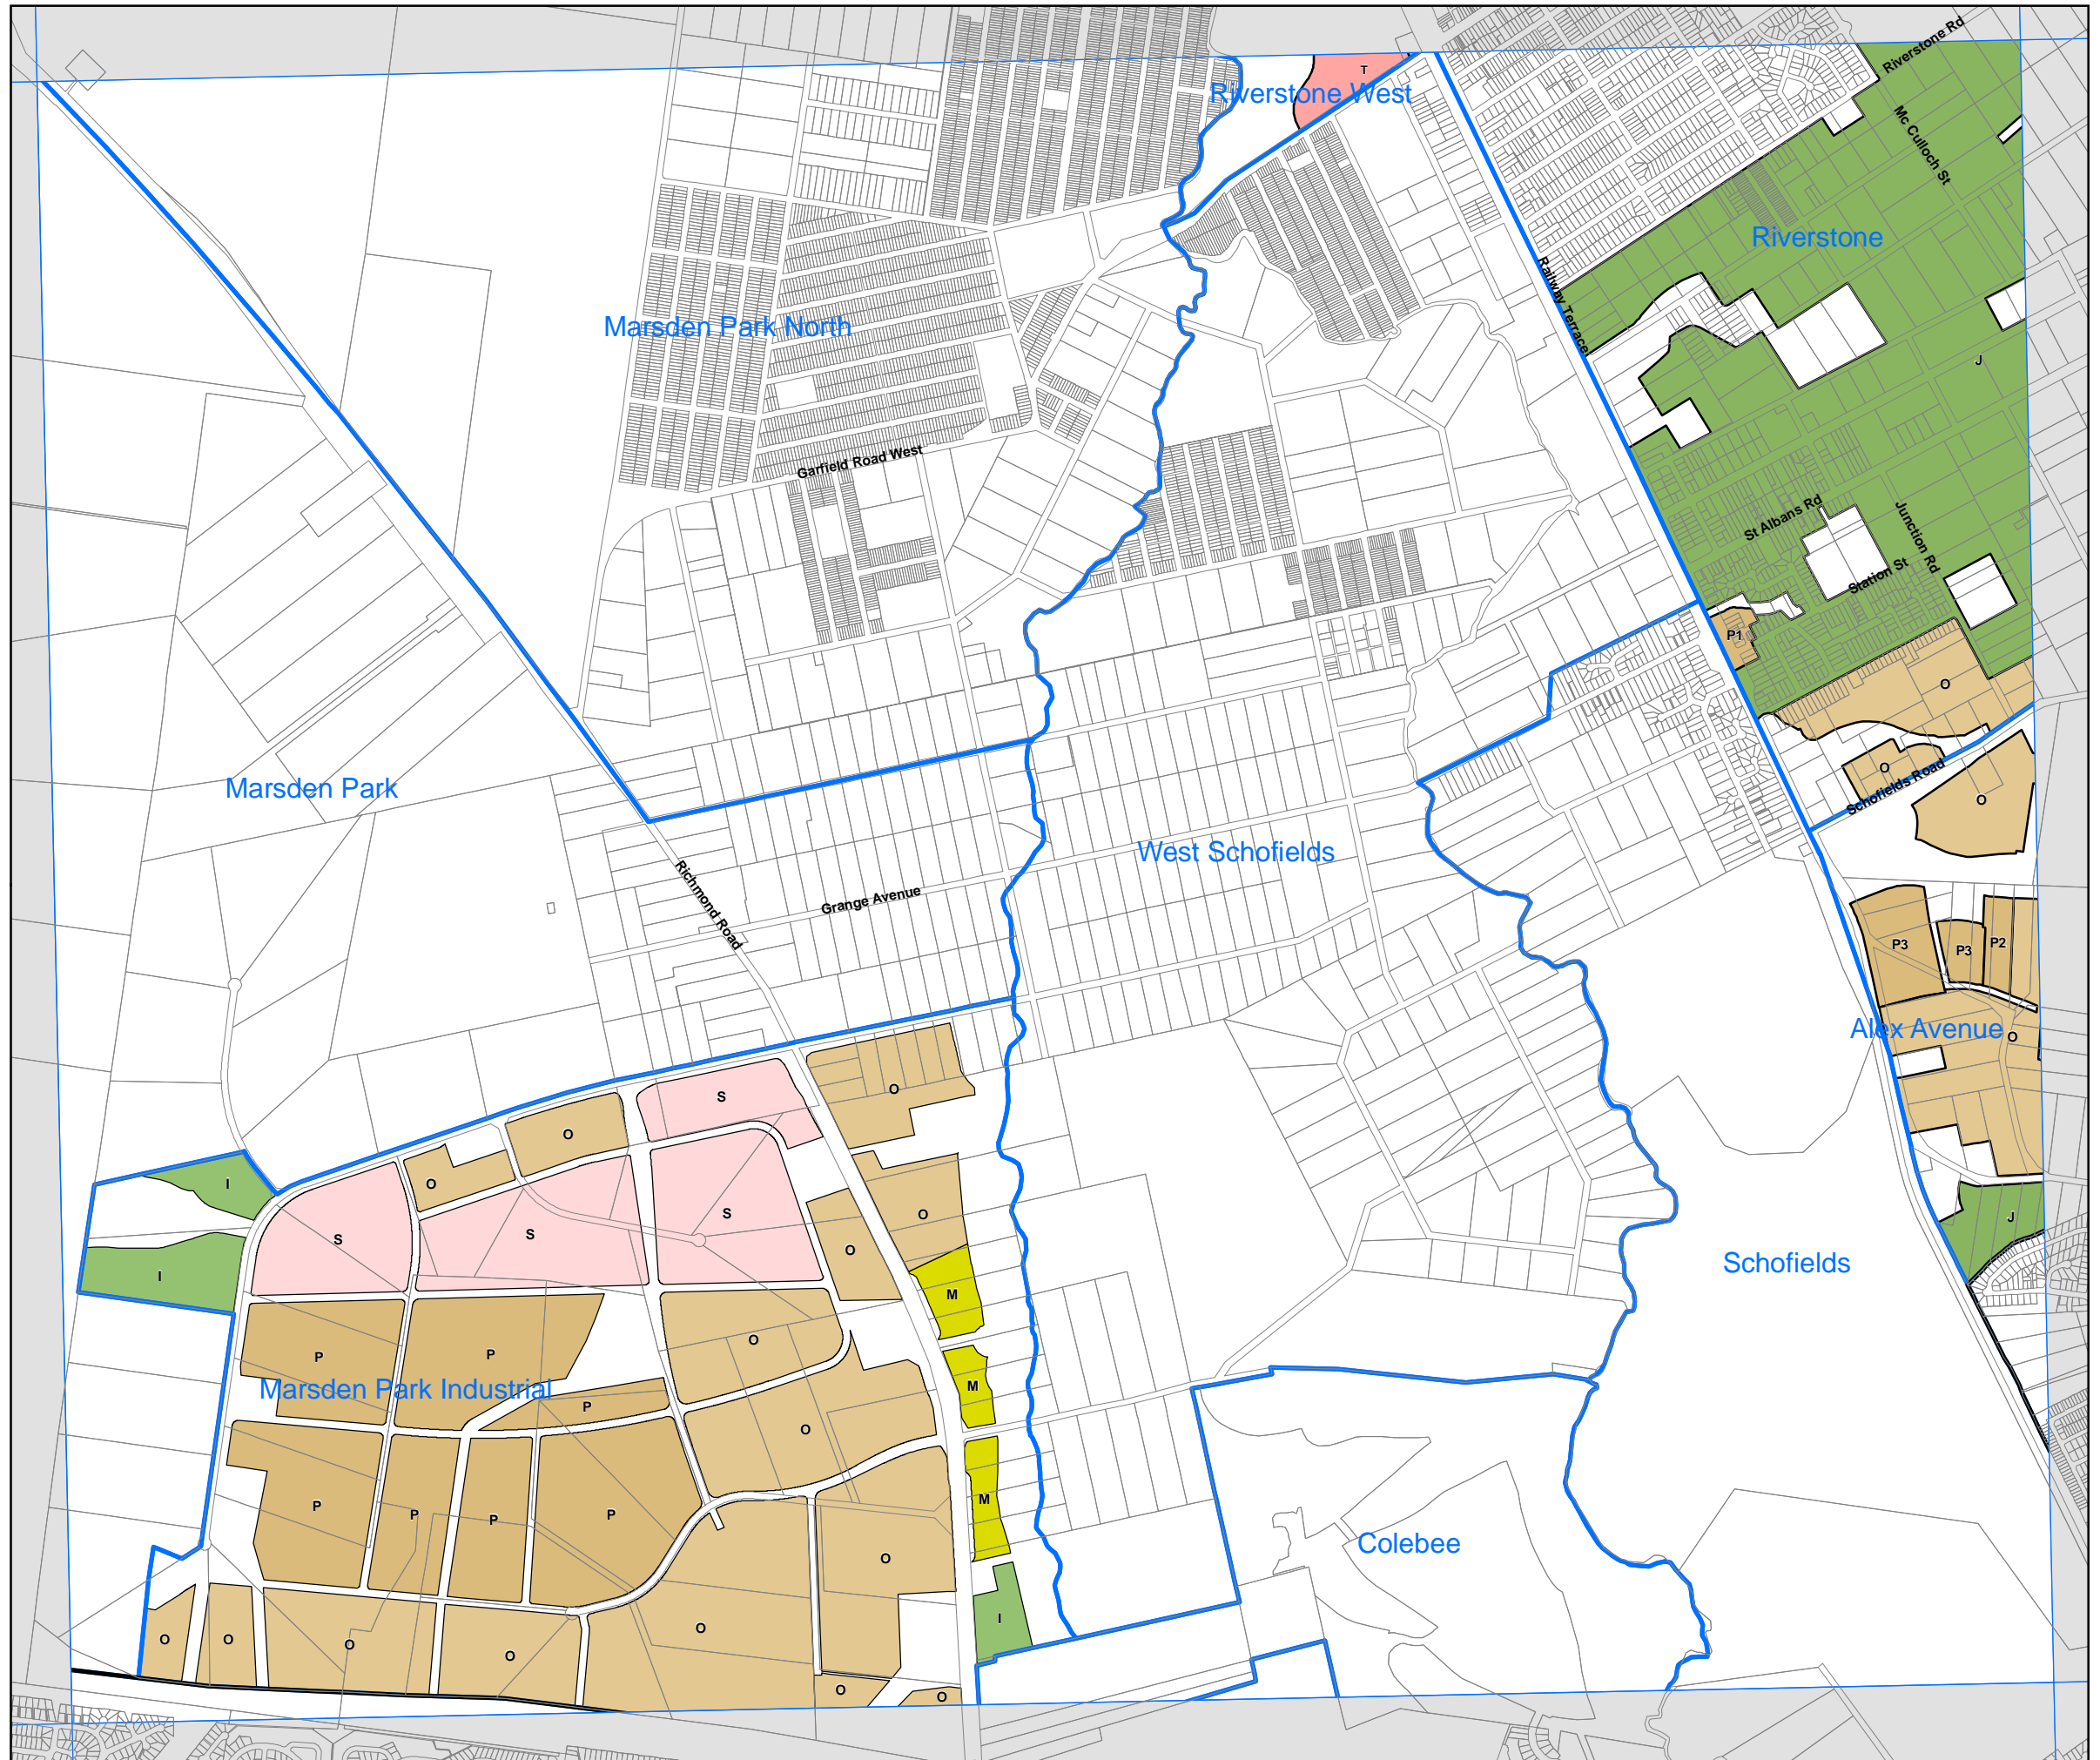 Riverstone Rd
T
Riverstone West
Mc Culloch St
Riverstone
Railway Terrace
Marsden Park North
J
Garfield Road West
St Albans Rd
Junction Rd
Station St
P1
O
O
Schofields Road
O
Marsden Park
West Schofields
Richmond Road
Grange Avenue
P3
P3
P2
Alex Avenue
O
O
S
O
I
O
S
S
S
O
O
J
Schofields
I
M
O
P
P
Marsden Park Industrial
M
P
O
M
P
P
P
P
Colebee
O
I
O
O
O
O
O
O
O